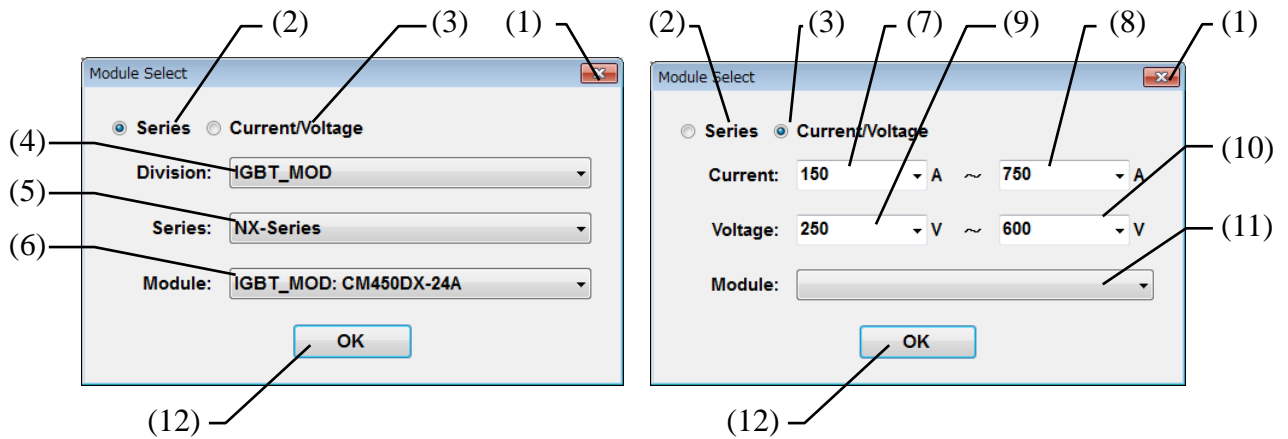 (2) (3) (1) (2) (3) (7) (9) (8) (1)
Module Select
Series Current/Voltage
(4)
Division: IGBT_MOD
(5)
Series: NX-Series
(6)
Module: IGBT_MOD: CM450DX-24A
OK
(12)
Module Select
Series Current/Voltage
(10)
Current: 150 A ~ 750 A
Voltage: 250 V ~ 600 V
(11)
Module:
OK
(12)